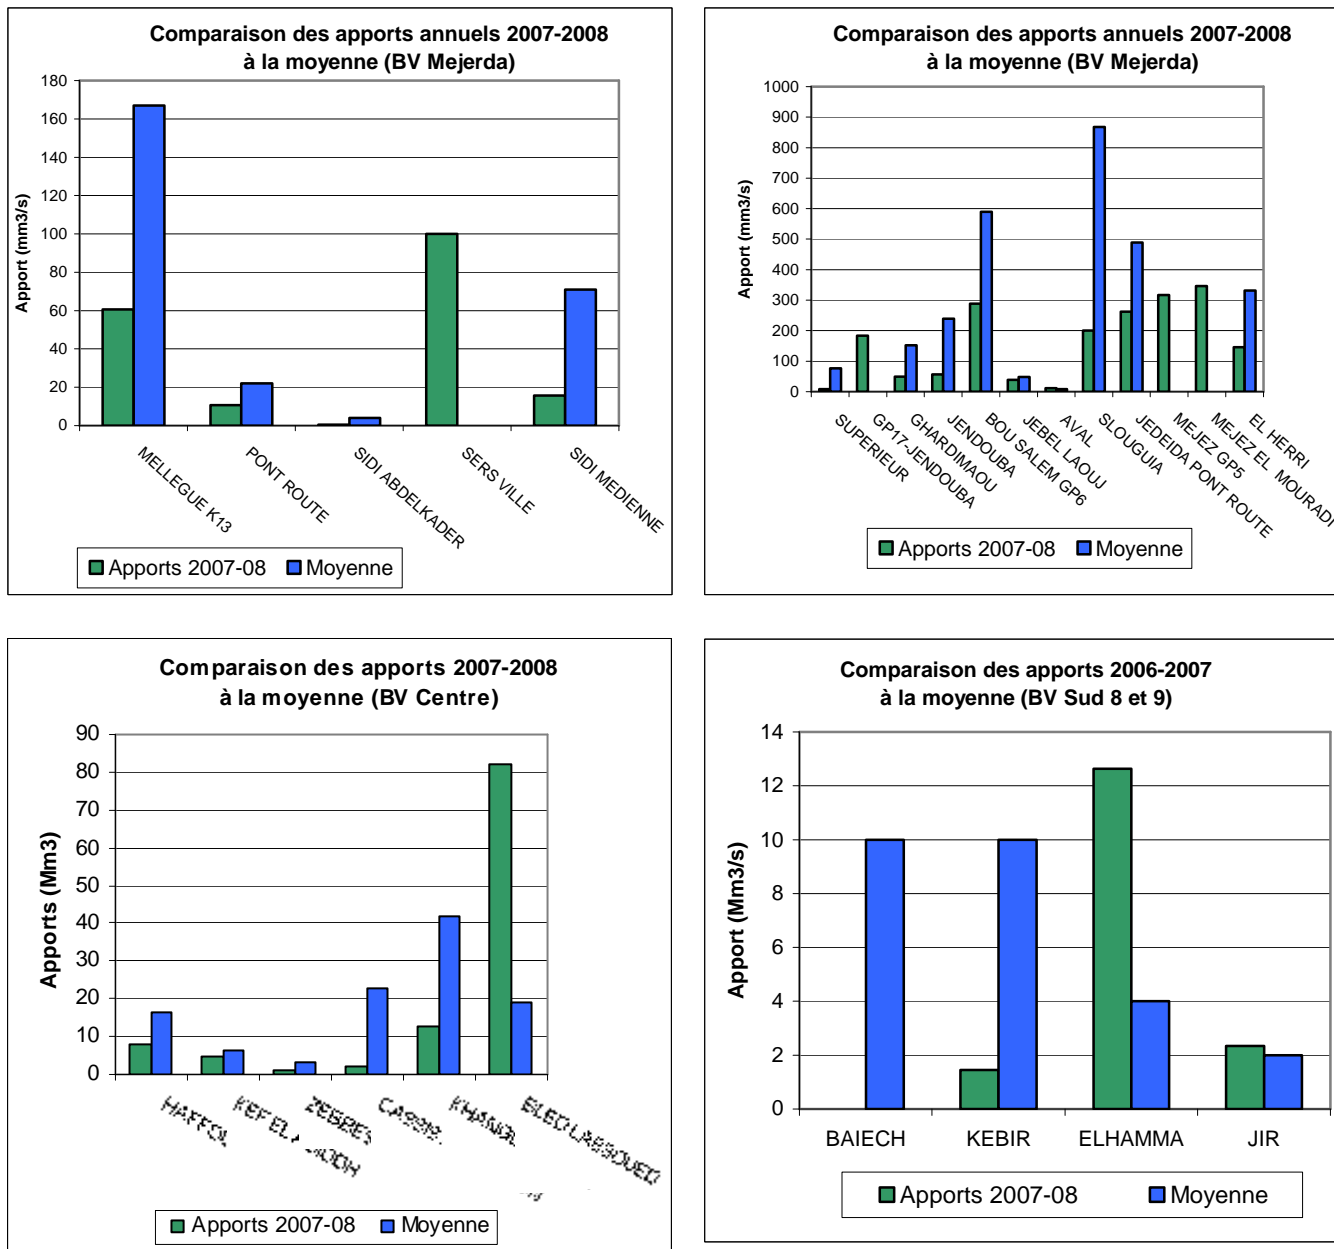 Comparaison des apports annuels 2007-2008
à la moyenne (BV Mejerda)
Apport (mm3/s)
180
160
140
120
100
80
60
40
20
0
MELLEGUE K13
PONT ROUTE
SIDI ABDELKADER
SERS VILLE
SIDI MEDIENNE
Apports 2007-08 Moyenne
Comparaison des apports annuels 2007-2008
à la moyenne (BV Mejerda)
Apport (mm3/s)
1000
900
800
700
600
500
400
300
200
100
0
SUPERIEUR
GP17-JENDOUBA
GHARDIMAOU
JENDOUBA
BOU SALEM GP6
JEBEL LAOUJ
AVAL
SLOUGUIA
JEDEIDA PONT ROUTE
MEJEZ GP5
MEJEZ EL MOURADI
EL HERRI
Apports 2007-08 Moyenne
Comparaison des apports 2007-2008
à la moyenne (BV Centre)
Apports (Mm3)
90
80
70
60
50
40
30
20
10
0
KEF EL
Apports 2007-08 Moyenne
Comparaison des apports 2006-2007
à la moyenne (BV Sud 8 et 9)
Apport (Mm3/s)
14
12
10
8
6
4
2
0
BAIECH KEBIR ELHAMMA JIR
Apports 2007-08 Moyenne